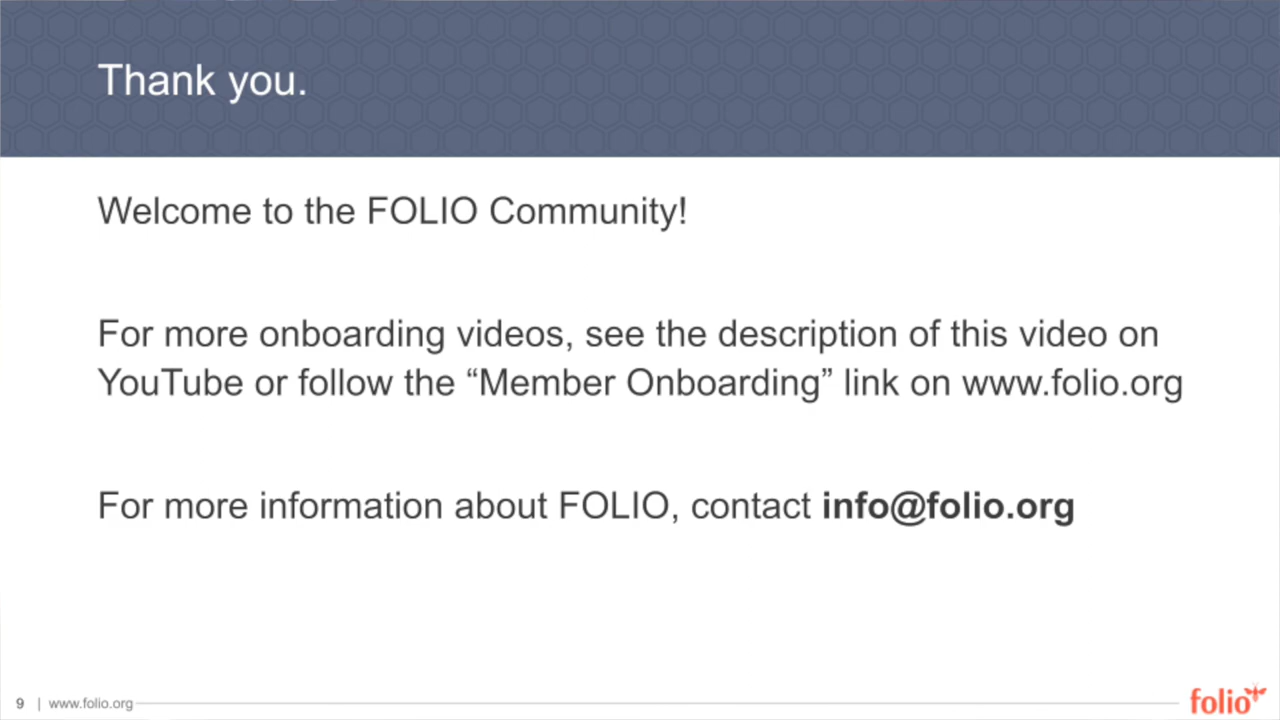 Thank you.
Welcome to the FOLIO Community!
For more onboarding videos, see the description of this video on
YouTube or follow the “Member Onboarding” link on www.folio.org
For more information about FOLIO, contact info@folio.org
9 | www.folio.org
folio